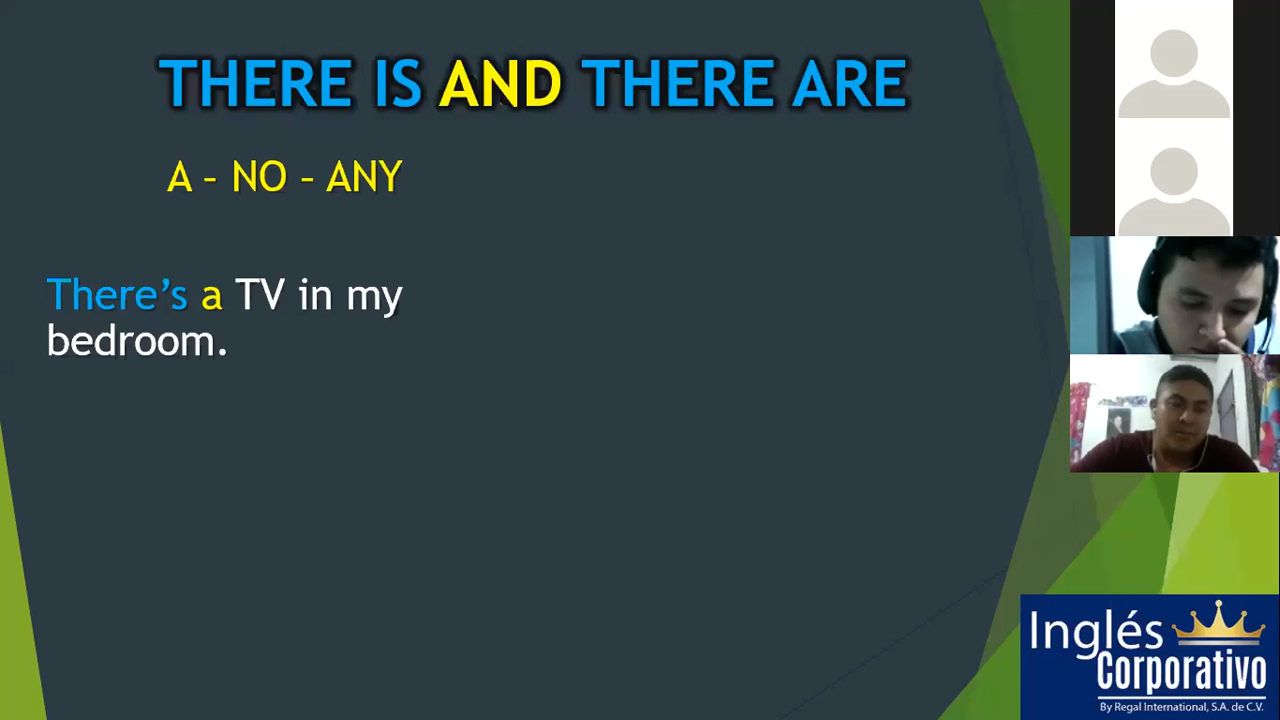 THERE IS AND THERE ARE
A – NO – ANY
There’s a TV in my
bedroom.
Inglés
Corporativo
By Regal International, S.A. de C.V.